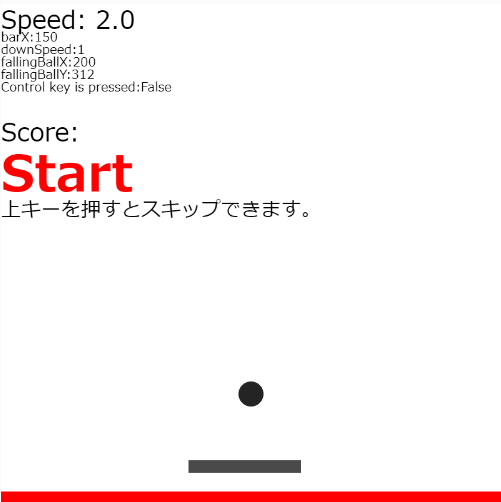 Speed: 2.0
barX:150
downSpeed:1
fallingBallX:200
fallingBallY:312
Control key is pressed:False
Score:
Start
上キーを押すとスキップできます。